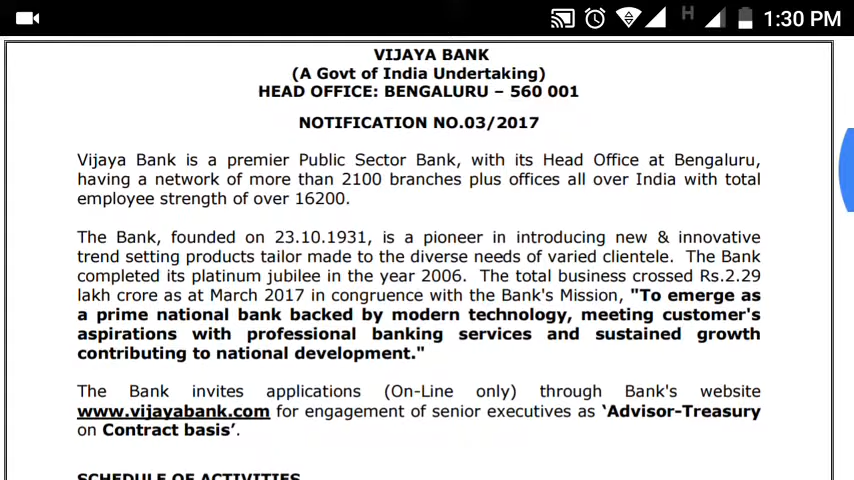 H
1:30 PM
VIJAYA BANK
(A Govt of India Undertaking)
HEAD OFFICE: BENGALURU – 560 001
NOTIFICATION NO.03/2017
Vijaya Bank is a premier Public Sector Bank, with its Head Office at Bengaluru,
having a network of more than 2100 branches plus offices all over India with total
employee strength of over 16200.
The Bank, founded on 23.10.1931, is a pioneer in introducing new & innovative
trend setting products tailor made to the diverse needs of varied clientele. The Bank
completed its platinum jubilee in the year 2006. The total business crossed Rs.2.29
lakh crore as at March 2017 in congruence with the Bank's Mission, "To emerge as
a prime national bank backed by modern technology, meeting customer's
aspirations with professional banking services and sustained growth
contributing to national development."
The Bank invites applications (On-Line only) through Bank's website
www.vijayabank.com for engagement of senior executives as ‘Advisor-Treasury
on Contract basis’.
SCHEDULE OF ACTIVITIES